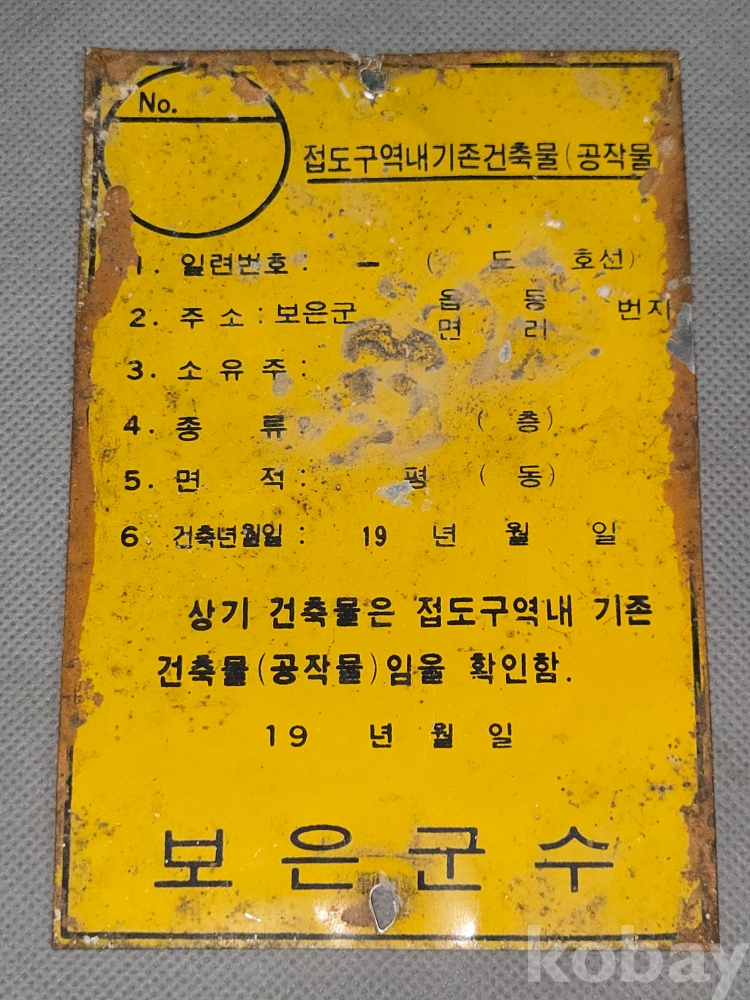 No.
접도구역내기존건축물(공작물)
1. 일련번호: - ( 도 호선)
2. 주소: 보은군 읍 동 번지
면 리
3. 소유주:
4. 종 류: (층)
5. 면 적: 평 (동)
6 건축년월일: 19 년 월 일
상기 건축물은 접도구역내 기존
건축물(공작물)임을 확인함.
19 년 월 일
보은군수
kobay